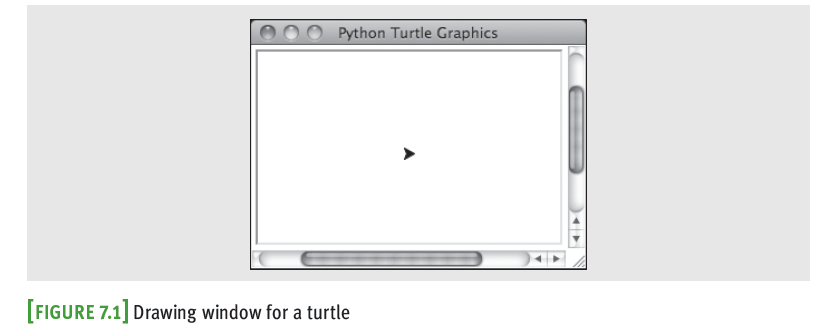 Python Turtle Graphics
[FIGURE 7.1] Drawing window for a turtle